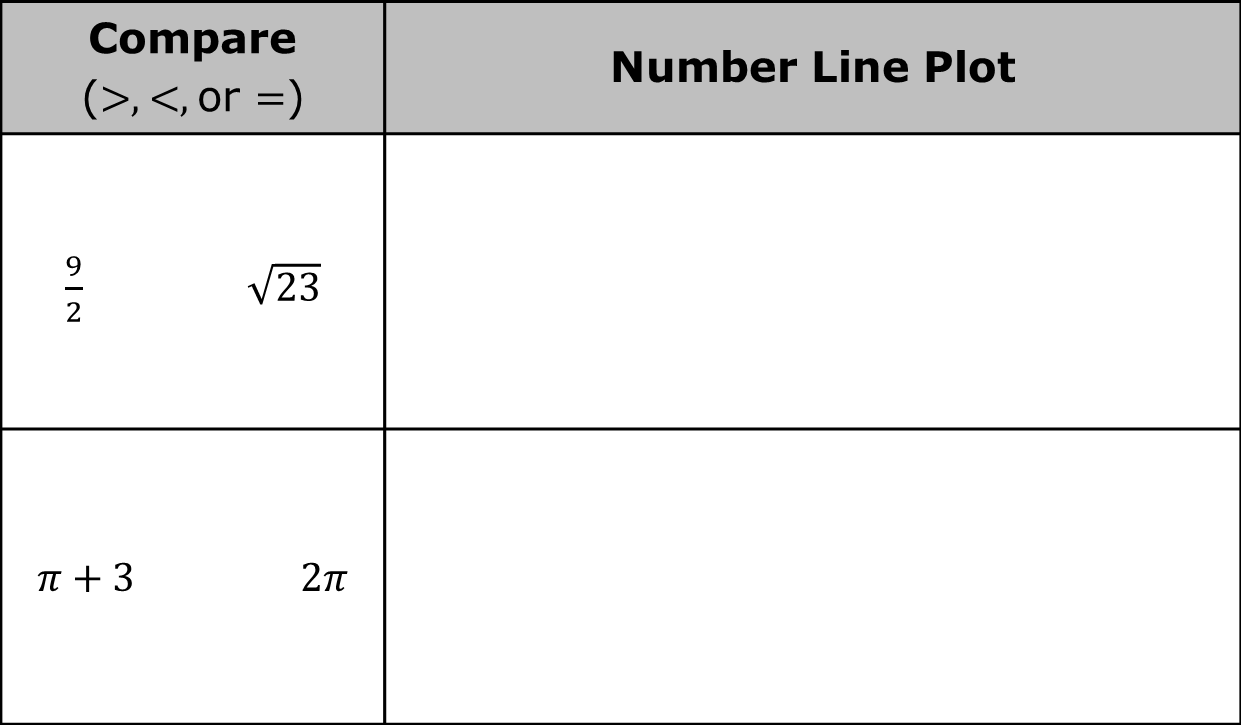 Compare
(>, <, or =)
Number Line Plot
9/2 √23
π + 3 2π